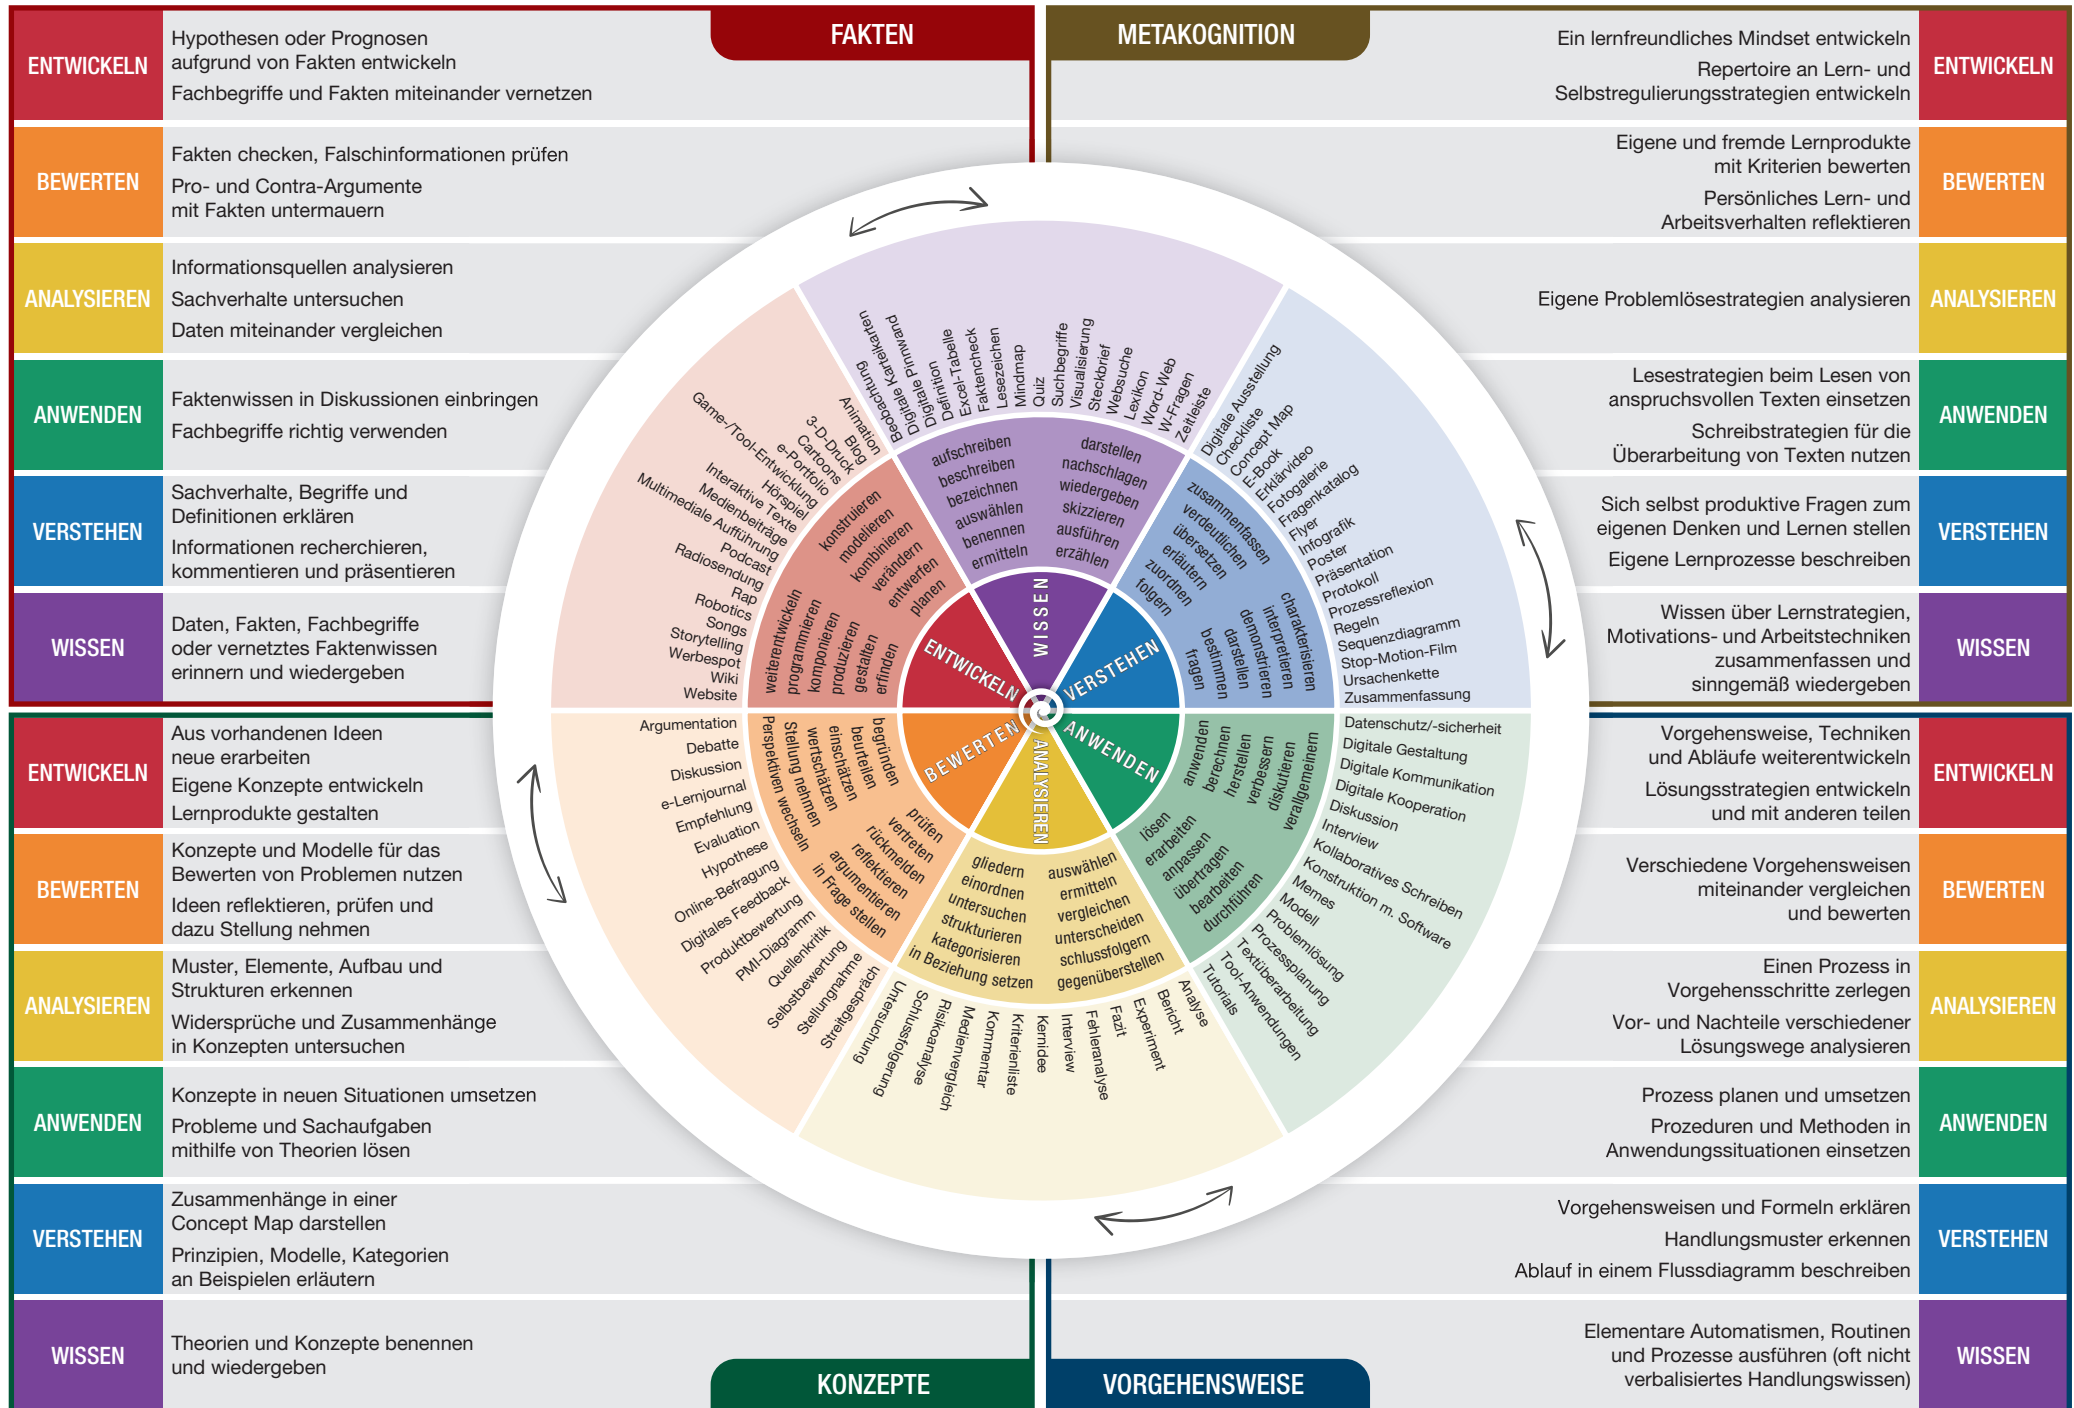 FAKTEN
ENTWICKELN
Hypothesen oder Prognosen
aufgrund von Fakten entwickeln
Fachbegriffe und Fakten miteinander vernetzen
BEWERTEN
Fakten checken, Falschinformationen prüfen
Pro- und Contra-Argumente
mit Fakten untermauern
ANALYSIEREN
Informationsquellen analysieren
Sachverhalte untersuchen
Daten miteinander vergleichen
ANWENDEN
Faktenwissen in Diskussionen einbringen
Fachbegriffe richtig verwenden
VERSTEHEN
Sachverhalte, Begriffe und
Definitionen erklären
Informationen recherchieren,
kommentieren und präsentieren
WISSEN
Daten, Fakten, Fachbegriffe
oder vernetztes Faktenwissen
erinnern und wiedergeben
METAKOGNITION
ENTWICKELN
Ein lernfreundliches Mindset entwickeln
Repertoire an Lern- und
Selbstregulierungsstrategien entwickeln
BEWERTEN
Eigene und fremde Lernprodukte
mit Kriterien bewerten
Persönliches Lern- und
Arbeitsverhalten reflektieren
ANALYSIEREN
Eigene Problemlösestrategien analysieren
ANWENDEN
Lesestrategien beim Lesen von
anspruchsvollen Texten einsetzen
Schreibstrategien für die
Überarbeitung von Texten nutzen
VERSTEHEN
Sich selbst produktive Fragen zum
eigenen Denken und Lernen stellen
Eigene Lernprozesse beschreiben
WISSEN
Wissen über Lernstrategien,
Motivations- und Arbeitstechniken
zusammenfassen und
sinngemäß wiedergeben
WISSEN
aufschreiben
beschreiben
bezeichnen
auswählen
benennen
ermitteln
darstellen
nachschlagen
wiedergeben
skizzieren
ausführen
erzählen
Beobachtung
Digitale Karteikarten
Digitale Pinnwand
Definition
Excel-Tabelle
Faktencheck
Lesezeichen
Mindmap
Quiz
Suchbegriffe
Visualisierung
Steckbrief
Websuche
Lexikon
Word-Web
W-Fragen
Zeitleiste
VERSTEHEN
zusammenfassen
verdeutlichen
übersetzen
erläutern
zuordnen
folgern
charakterisieren
interpretieren
demonstrieren
darstellen
bestimmen
fragen
Digitale Ausstellung
Checkliste
Concept Map
E-Book
Erklärvideo
Fotogalerie
Fragenkatalog
Flyer
Infografik
Poster
Präsentation
Protokoll
Prozessreflexion
Regeln
Sequenzdiagramm
Stop-Motion-Film
Ursachenkette
Zusammenfassung
ANWENDEN
anwenden
berechnen
herstellen
verbessern
diskutieren
verallgemeinern
lösen
erarbeiten
anpassen
übertragen
bearbeiten
durchführen
Datenschutz/-sicherheit
Digitale Gestaltung
Digitale Kommunikation
Digitale Kooperation
Diskussion
Interview
Kollaboratives Schreiben
Konstruktion m. Software
Memes
Modell
Problemlösung
Prozessplanung
Textüberarbeitung
Tool-Anwendungen
Tutorials
ANALYSIEREN
gliedern
einordnen
untersuchen
strukturieren
kategorisieren
in Beziehung setzen
auswählen
ermitteln
vergleichen
unterscheiden
schlussfolgern
gegenüberstellen
Analyse
Bericht
Experiment
Fazit
Fehleranalyse
Interview
Kernidee
Kriterienliste
Kommentar
Medienvergleich
Risikoanalyse
Schlussfolgerung
Untersuchung
BEWERTEN
begründen
beurteilen
einschätzen
wertschätzen
Stellung nehmen
Perspektiven wechseln
prüfen
vertreten
rückmelden
reflektieren
argumentieren
in Frage stellen
Argumentation
Debatte
Diskussion
e-Lernjournal
Empfehlung
Evaluation
Hypothese
Online-Befragung
Digitales Feedback
Produktbewertung
PMI-Diagramm
Quellenkritik
Selbstbewertung
Stellungnahme
Streitgespräch
ENTWICKELN
konstruieren
modelieren
kombinieren
verändern
entwerfen
planen
weiterentwickeln
programmieren
komponieren
produzieren
gestalten
erfinden
Animation
Blog
3-D-Druck
Cartoons
e-Portfolio
Game-/Tool-Entwicklung
Hörspiel
Interaktive Texte
Medienbeiträge
Multimediale Aufführung
Podcast
Radiosendung
Rap
Robotics
Songs
Storytelling
Werbespot
Wiki
Website
ENTWICKELN
Aus vorhandenen Ideen
neue erarbeiten
Eigene Konzepte entwickeln
Lernprodukte gestalten
BEWERTEN
Konzepte und Modelle für das
Bewerten von Problemen nutzen
Ideen reflektieren, prüfen und
dazu Stellung nehmen
ANALYSIEREN
Muster, Elemente, Aufbau und
Strukturen erkennen
Widersprüche und Zusammenhänge
in Konzepten untersuchen
ANWENDEN
Konzepte in neuen Situationen umsetzen
Probleme und Sachaufgaben
mithilfe von Theorien lösen
VERSTEHEN
Zusammenhänge in einer
Concept Map darstellen
Prinzipien, Modelle, Kategorien
an Beispielen erläutern
WISSEN
Theorien und Konzepte benennen
und wiedergeben
KONZEPTE
ENTWICKELN
Vorgehensweise, Techniken
und Abläufe weiterentwickeln
Lösungsstrategien entwickeln
und mit anderen teilen
BEWERTEN
Verschiedene Vorgehensweisen
miteinander vergleichen
und bewerten
ANALYSIEREN
Einen Prozess in
Vorgehensschritte zerlegen
Vor- und Nachteile verschiedener
Lösungswege analysieren
ANWENDEN
Prozess planen und umsetzen
Prozeduren und Methoden in
Anwendungssituationen einsetzen
VERSTEHEN
Vorgehensweisen und Formeln erklären
Handlungsmuster erkennen
Ablauf in einem Flussdiagramm beschreiben
WISSEN
Elementare Automatismen, Routinen
und Prozesse ausführen (oft nicht
verbalisiertes Handlungswissen)
VORGEHENSWEISE